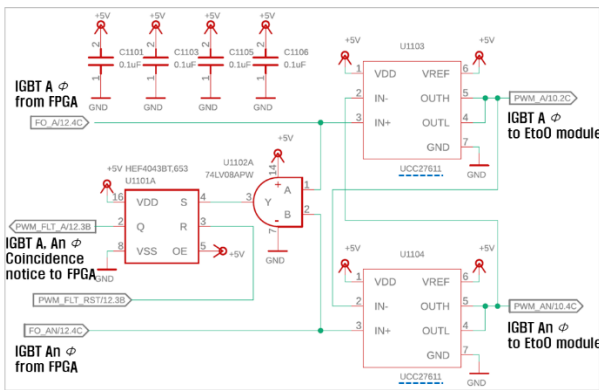 +5V
+5V
+5V
+5V
2
2
2
2
C1101
C1103
C1105
C1106
0.1uF
0.1uF
0.1uF
0.1uF
1
1
1
1
GND
GND
GND
GND
IGBT A Φ
from FPGA
FO_A/12.4C
+5V
U1103
+5V
1
VDD
VREF
6
2
IN-
OUTH
5
3
IN+
OUTL
4
GND
7
GND
UCC27611
PWM_A/10.2C
IGBT A Φ
to EtoO module
+5V
HEF4043BT,653
U1101A
16
VDD
S
4
2
Q
R
3
8
VSS
OE
5
GND
+5V
U1102A
74LV08APW
+5V
14
3
Y
+
A
1
B
2
-
7
GND
PWM_FLT_A/12.3B
IGBT A, An Φ
Coincidence
notice to FPGA
PWM_FLT_RST/12.3B
FO_AN/12.4C
IGBT An Φ
from FPGA
+5V
U1104
+5V
1
VDD
VREF
6
2
IN-
OUTH
5
3
IN+
OUTL
4
GND
7
GND
UCC27611
PWM_AN/10.4C
IGBT An Φ
to EtoO module